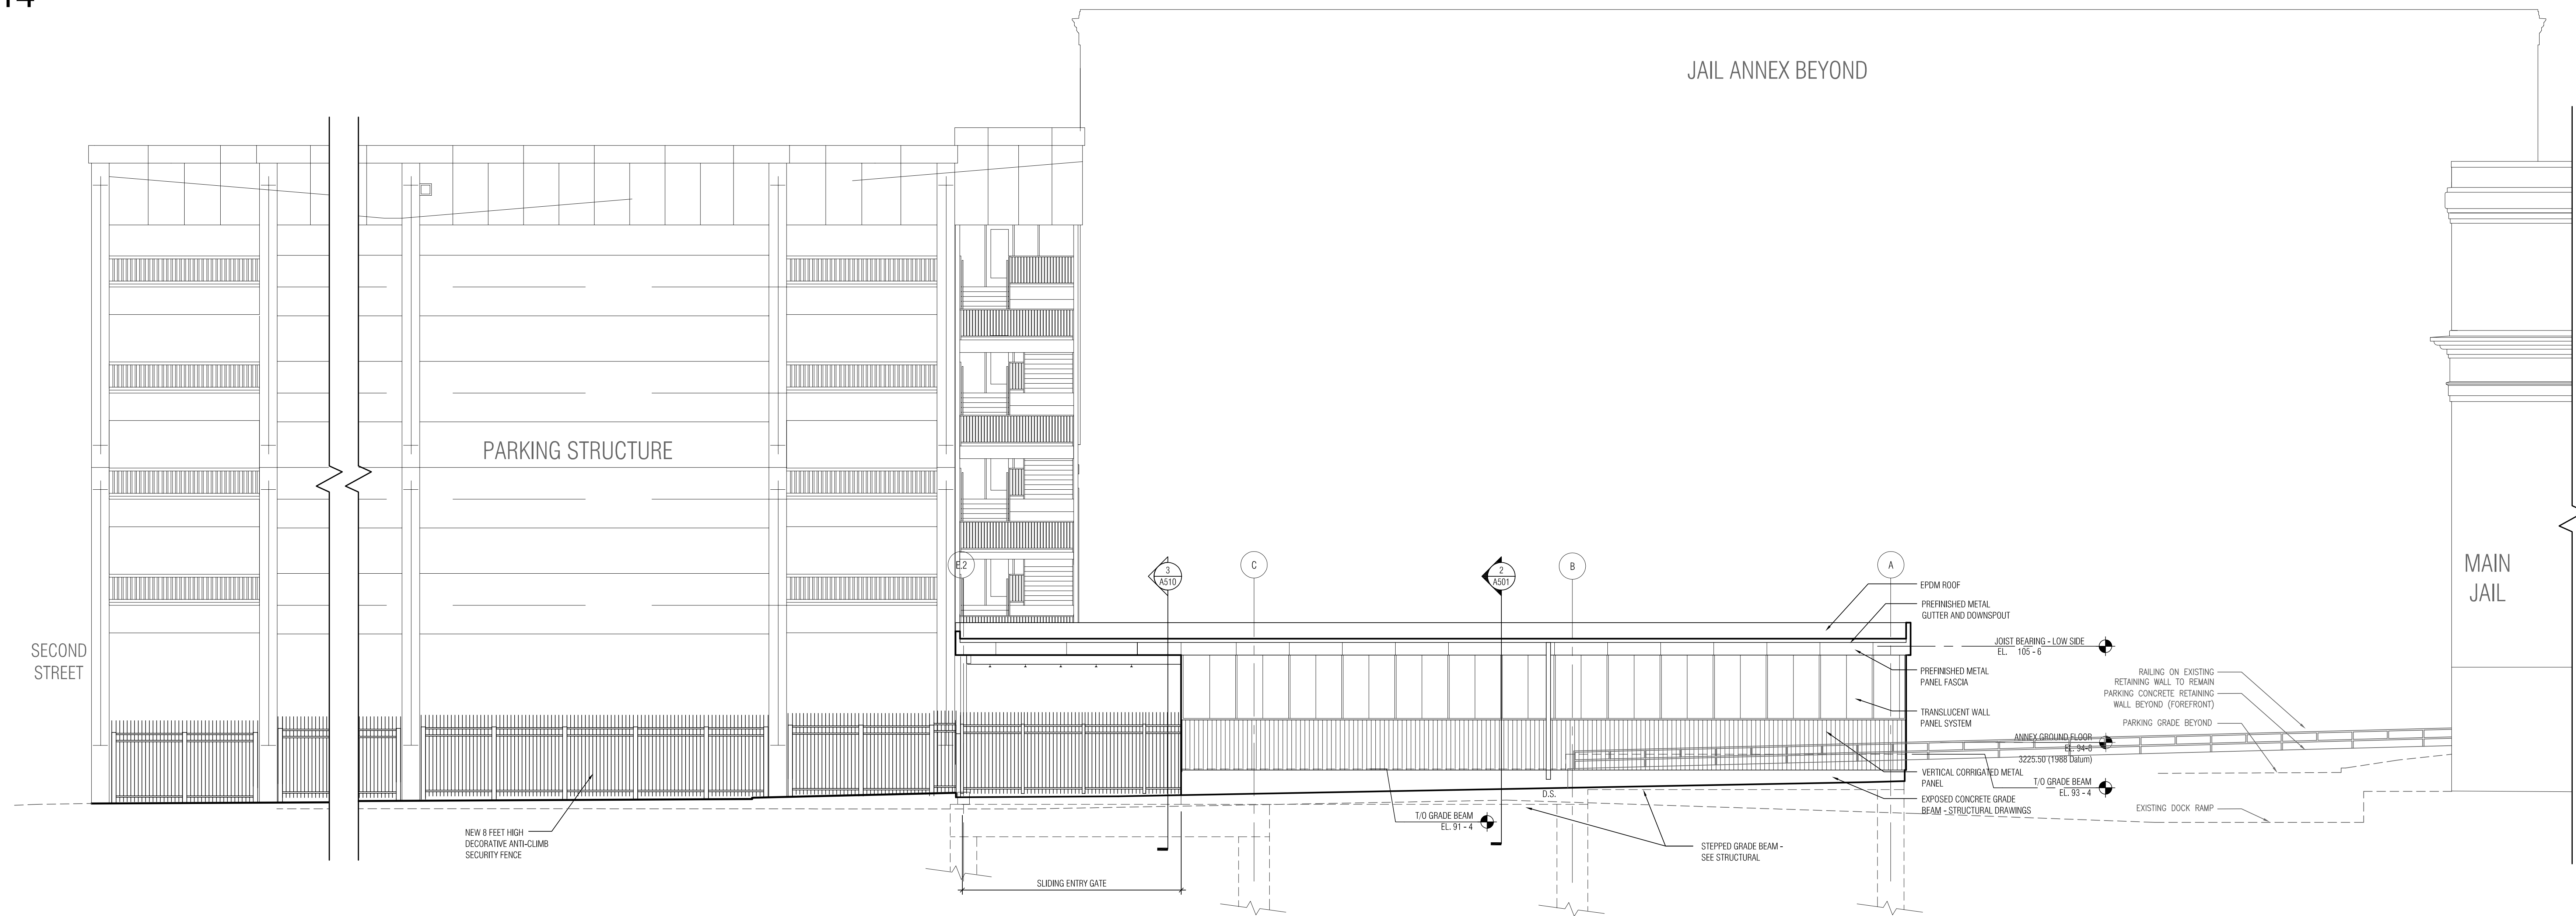 14
JAIL ANNEX BEYOND
PARKING STRUCTURE
SECOND
STREET
MAIN
JAIL
E.2
3
A510
C
2
A501
B
A
EPDM ROOF
PREFINISHED METAL
GUTTER AND DOWNSPOUT
JOIST BEARING - LOW SIDE
EL. 105 - 6
PREFINISHED METAL
PANEL FASCIA
RAILING ON EXISTING
RETAINING WALL TO REMAIN
PARKING CONCRETE RETAINING
WALL BEYOND (FOREFRONT)
PARKING GRADE BEYOND
TRANSLUCENT WALL
PANEL SYSTEM
ANNEX GROUND FLOOR
EL. 94-8
3225.50 (1988 Datum)
VERTICAL CORRIGATED METAL
PANEL
T/O GRADE BEAM
EL. 93 - 4
EXPOSED CONCRETE GRADE
BEAM - STRUCTURAL DRAWINGS
EXISTING DOCK RAMP
D.S.
T/O GRADE BEAM
EL. 91 - 4
NEW 8 FEET HIGH
DECORATIVE ANTI-CLIMB
SECURITY FENCE
STEPPED GRADE BEAM -
SEE STRUCTURAL
SLIDING ENTRY GATE